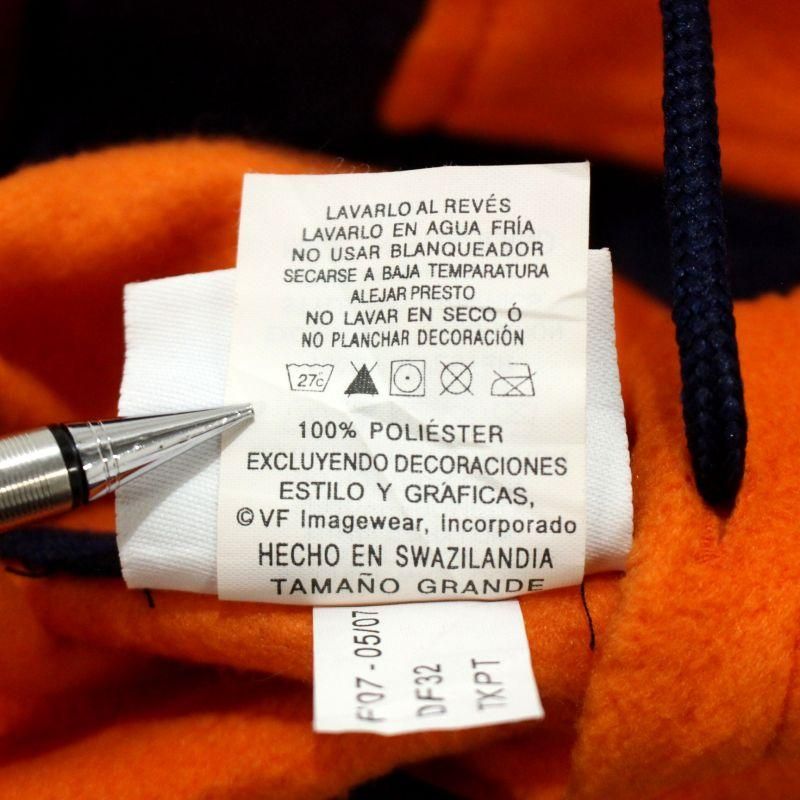 LAVARLO AL REVÉS
LAVARLO EN AGUA FRÍA
NO USAR BLANQUEADOR
SECARSE A BAJA TEMPARATURA
ALEJAR PRESTO
NO LAVAR EN SECO Ó
NO PLANCHAR DECORACIÓN
27c
100% POLIÉSTER
EXCLUYENDO DECORACIONES
ESTILO Y GRÁFICAS,
© VF Imagewear, Incorporado
HECHO EN SWAZILANDIA
TAMAÑO GRANDE
F07 - 05/07
DF32
TXPT